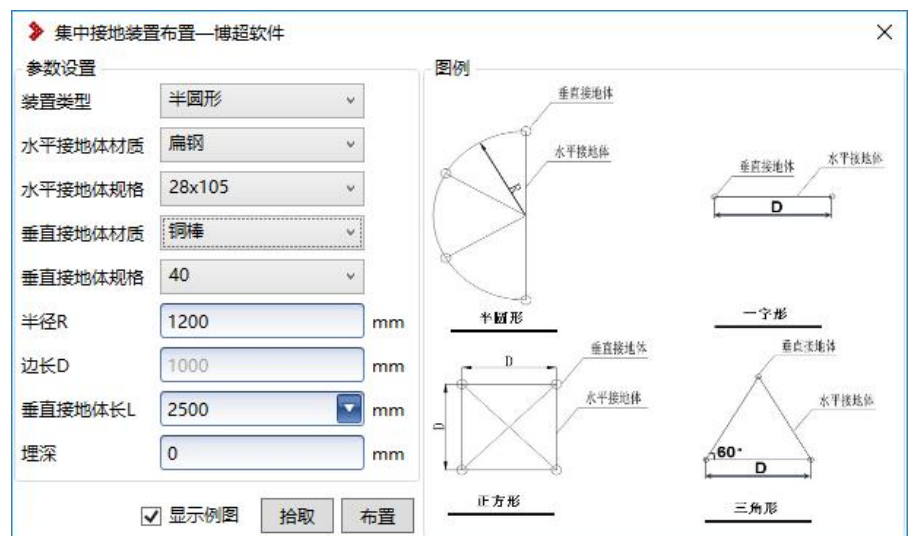 集中接地装置布置—博超软件
参数设置
装置类型 半圆形
水平接地体材质 扁钢
水平接地体规格 28x105
垂直接地体材质 铜棒
垂直接地体规格 40
半径R 1200 mm
边长D 1000
垂直接地体长L 2500 mm
埋深 0 mm
显示例图 拾取 布置
图例
垂直接地体
水平接地体
R
半圆形
垂直接地体
水平接地体
D
一字形
D
垂直接地体
水平接地体
D
正方形
垂直接地体
水平接地体
60°
D
三角形